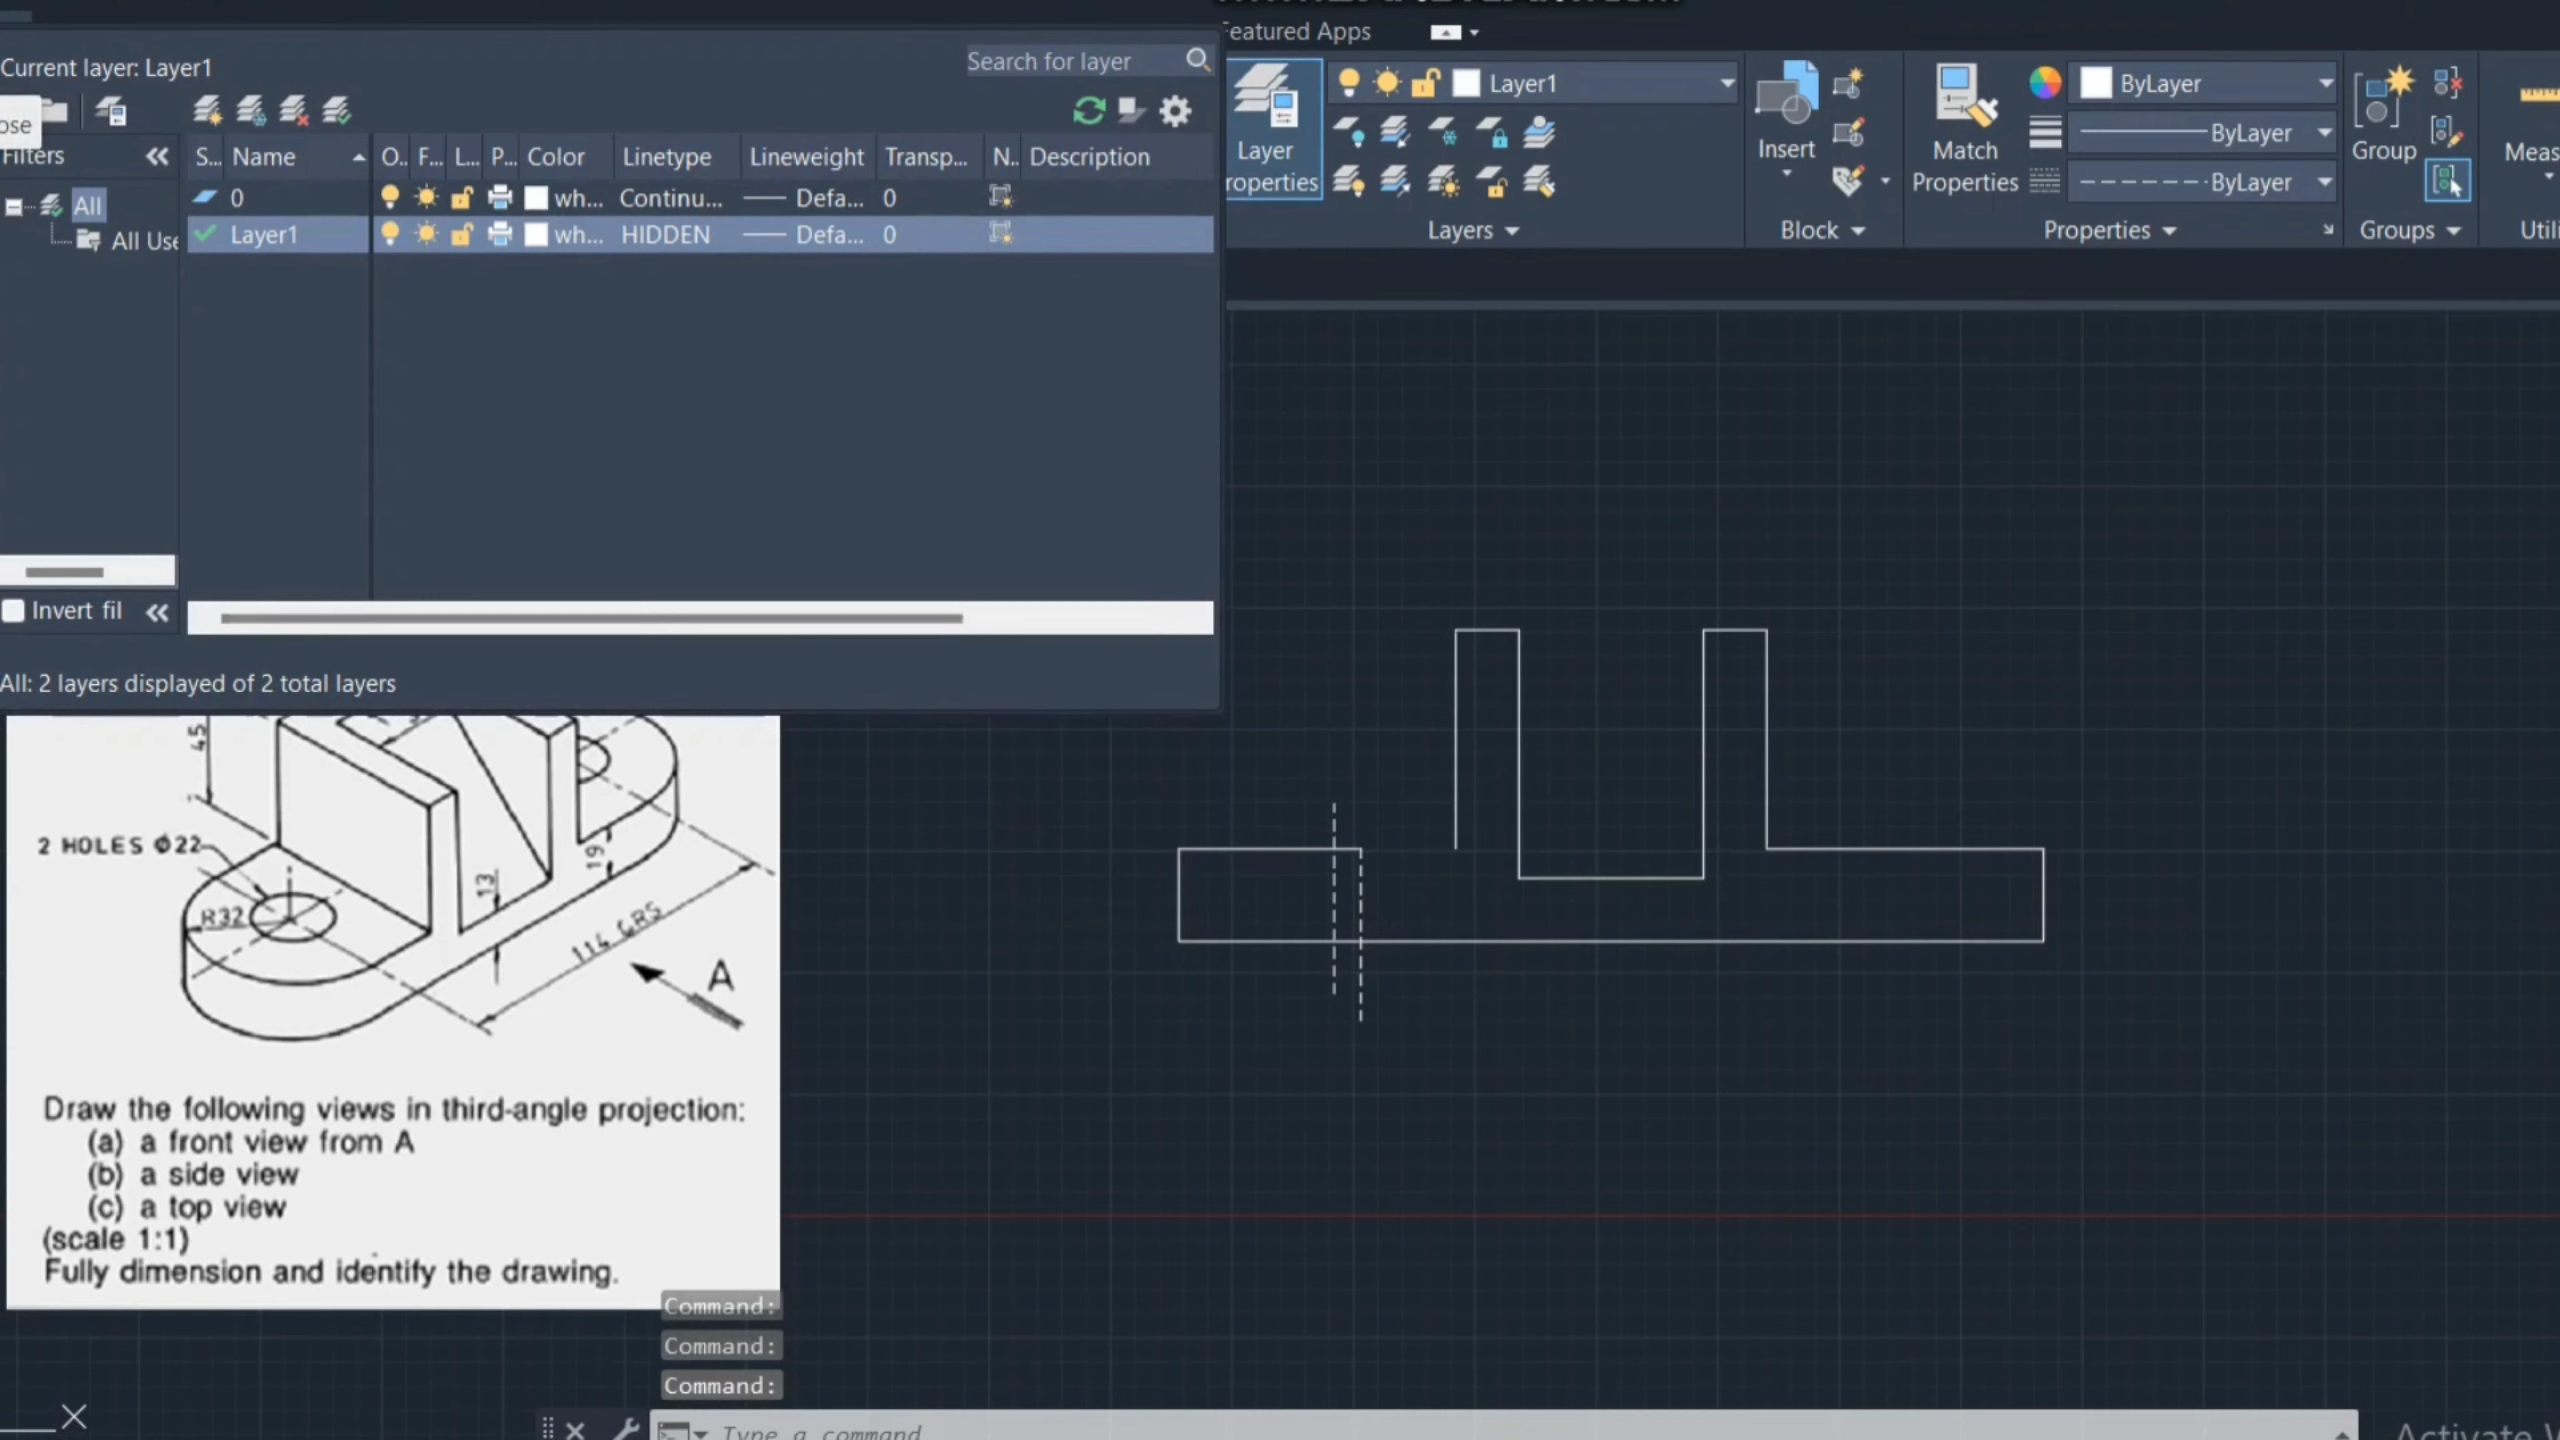 Featured Apps
Current layer: Layer1
Search for layer
Filters
S.. Name O.. F... L... P... Color Linetype Lineweight Transp... N.. Description
All
0 wh... Continu... Defa... 0
All Use
Layer1 wh... HIDDEN Defa... 0
Invert fil
All: 2 layers displayed of 2 total layers
Layer
Properties
Layer1
Layers
Insert
Block
Match
Properties
ByLayer
ByLayer
ByLayer
Properties
Group
Groups
Meas
Utili
45
2 HOLES Ø22
R32
13
19
114 CRS
A
Draw the following views in third-angle projection:
(a) a front view from A
(b) a side view
(c) a top view
(scale 1:1)
Fully dimension and identify the drawing.
Command:
Command:
Command:
Type a command
Activate W